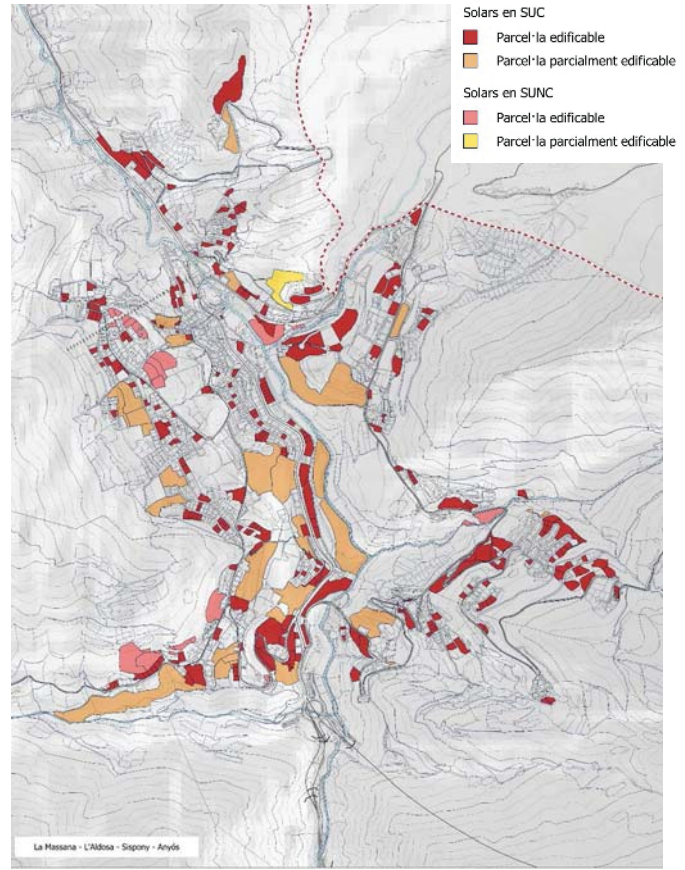 Solars en SUC
Parcel·la edificable
Parcel·la parcialment edificable
Solars en SUNC
Parcel·la edificable
Parcel·la parcialment edificable
La Massana - L'Aldosa - Sispony - Anyós